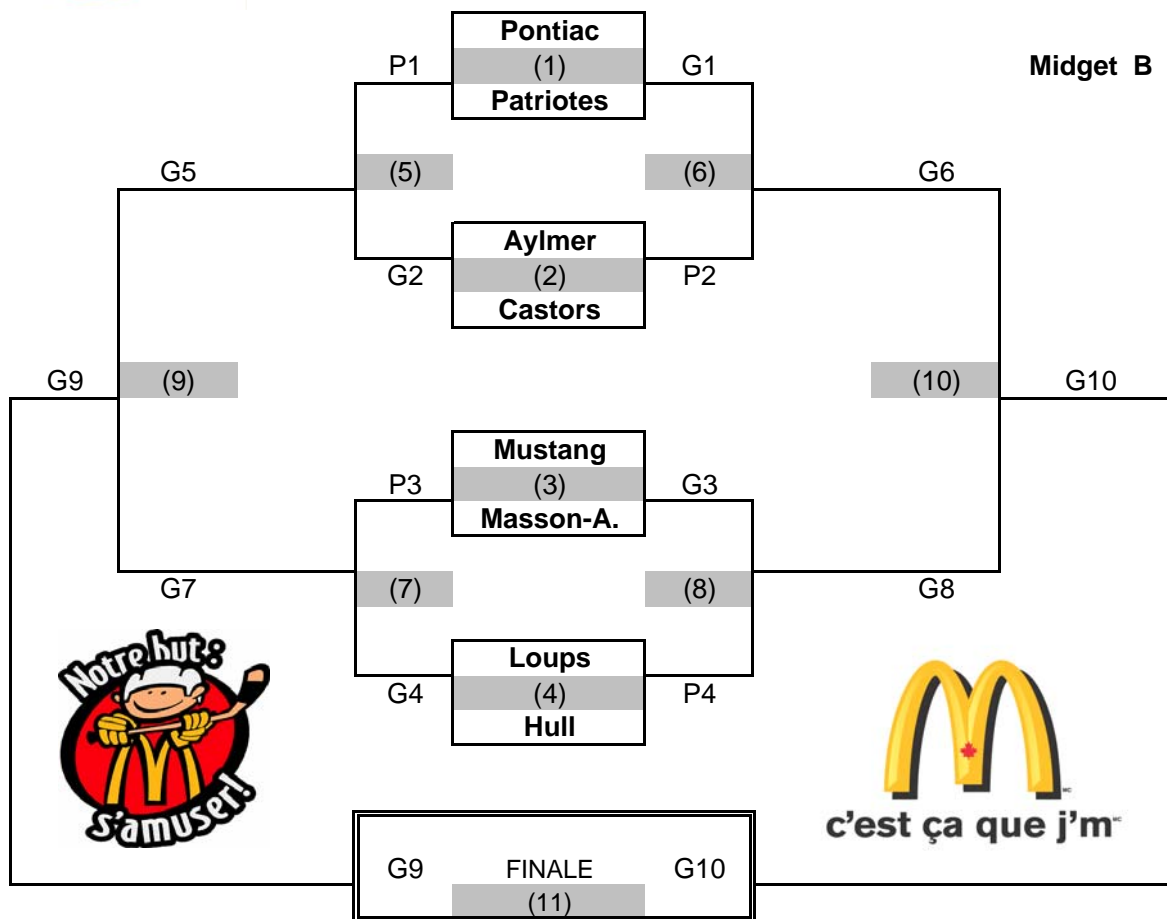 Pontiac
P1 (1) G1 Midget B
Patriotes
G5 (5) (6) G6
Aylmer
G2 (2) P2
Castors
G9 (9) (10) G10
Mustang
P3 (3) G3
Masson-A.
G7 (7) (8) G8
Loups
G4 (4) P4
Hull
Notre but :
s'amuser!
c'est ça que j'm MC
MC
G9 FINALE G10
(11)